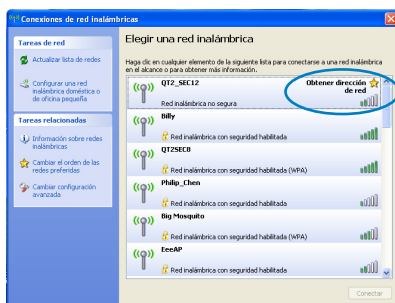 Conexiones de red inalámbricas
Tareas de red
Actualizar lista de redes
Configurar una red
inalámbrica doméstica o
de oficina pequeña
Tareas relacionadas
Información sobre redes
inalámbricas
Cambiar el orden de las
redes preferidas
Cambiar configuración
avanzada
Elegir una red inalámbrica
Haga clic en cualquier elemento de la siguiente lista para conectarse a una red inalámbrica
en el alcance o para obtener más información.
QT2_SEC12
Obtener dirección
de red
Red inalámbrica no segura
Billy
Red inalámbrica con seguridad habilitada
QT2SEC8
Red inalámbrica con seguridad habilitada (WPA)
Philip_Chen
Red inalámbrica con seguridad habilitada
Big Mosquito
Red inalámbrica con seguridad habilitada (WPA)
EeeAP
Red inalámbrica con seguridad habilitada
Conectar